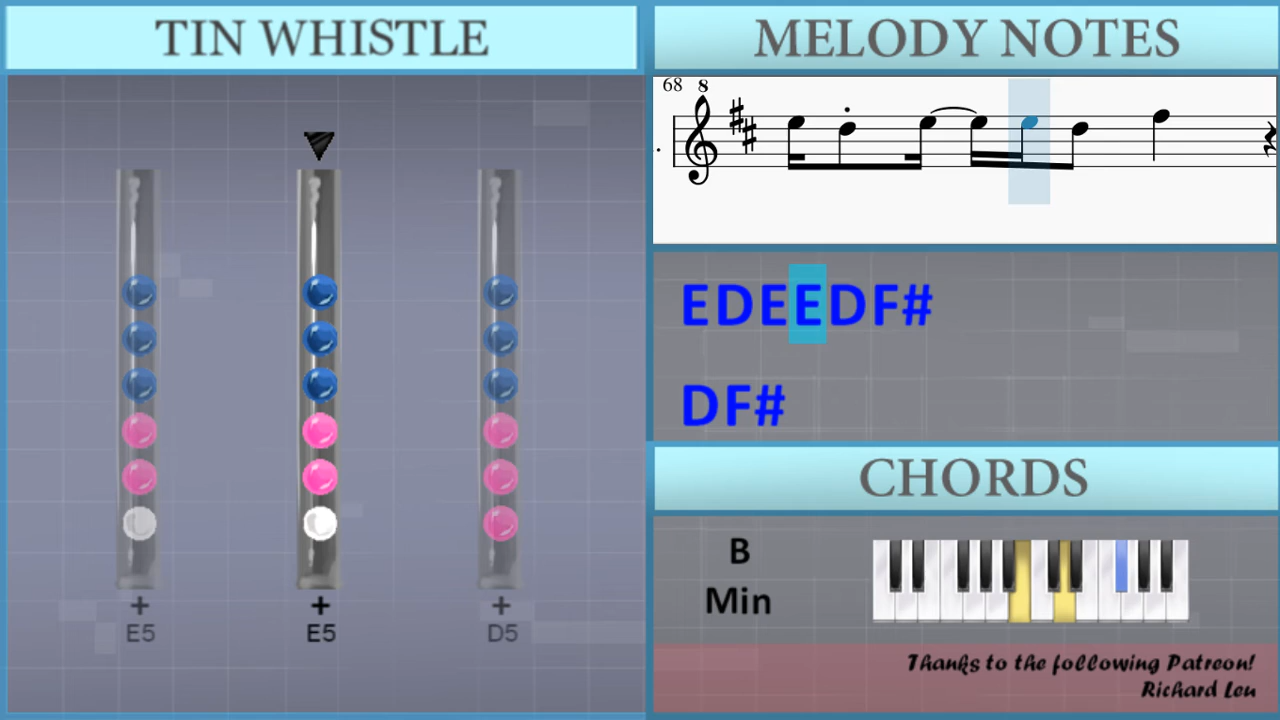 TIN WHISTLE
+
E5
+
E5
+
D5
MELODY NOTES
68
8
EDEEDF#
DF#
CHORDS
B
Min
Thanks to the following Patreon!
Richard Leu